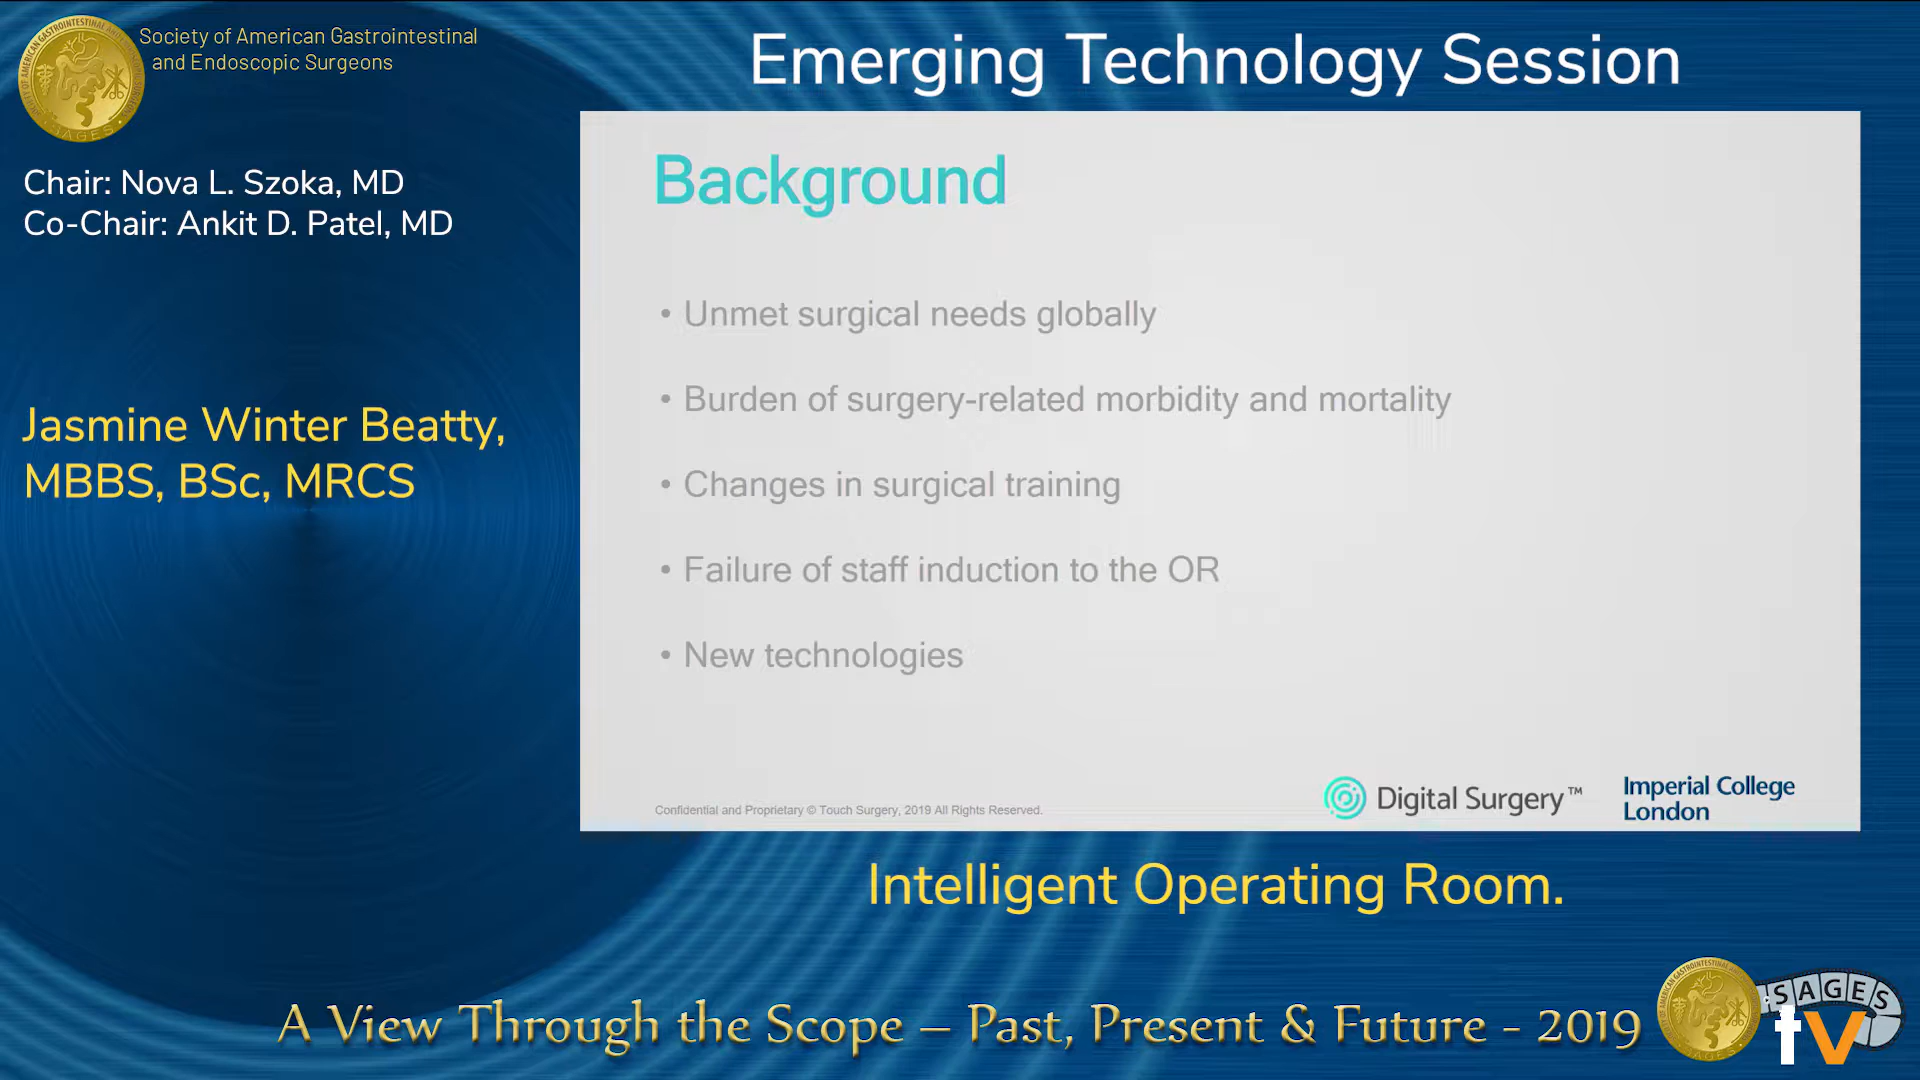 Society of American Gastrointestinal
and Endoscopic Surgeons
Emerging Technology Session
Chair: Nova L. Szoka, MD
Co-Chair: Ankit D. Patel, MD
Jasmine Winter Beatty,
MBBS, BSc, MRCS
Background
• Unmet surgical needs globally
• Burden of surgery-related morbidity and mortality
• Changes in surgical training
• Failure of staff induction to the OR
• New technologies
Confidential and Proprietary © Touch Surgery, 2019 All Rights Reserved.
Digital Surgery™
Imperial College
London
Intelligent Operating Room.
A View Through the Scope – Past, Present & Future - 2019
SAGES
tv